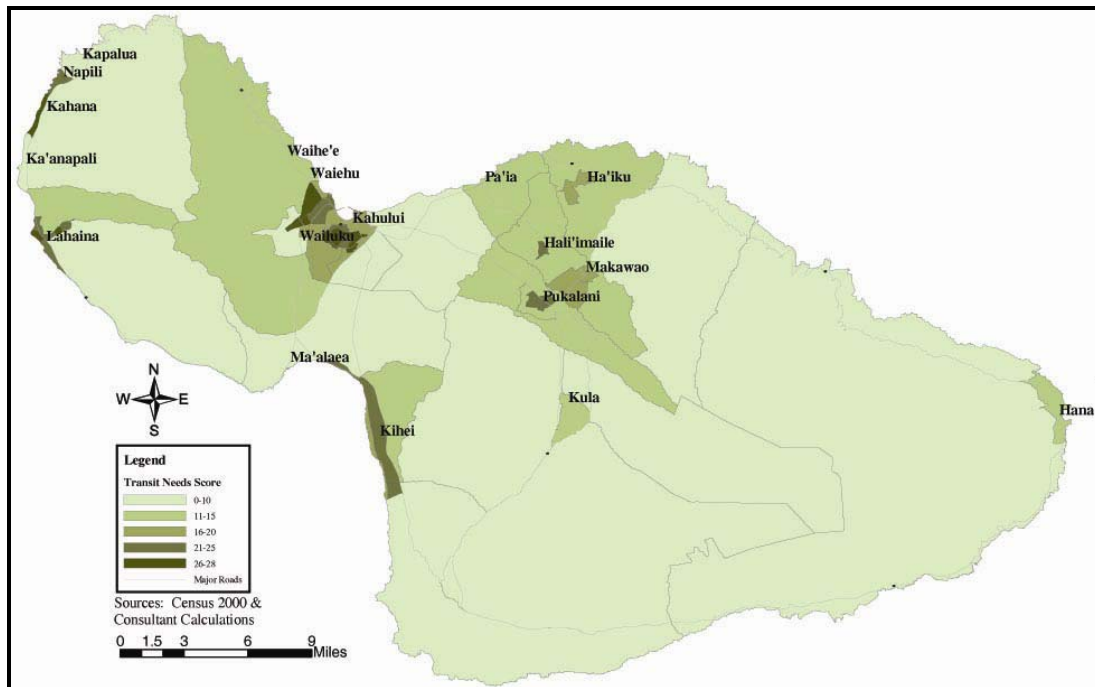 Kapalua
Napili
Kahana
Ka'anapali
Lahaina
Waihe'e
Waiehu
Kahului
Wailuku
Pa'ia
Ha'iku
Hali'imaile
Makawao
Pukalani
Ma'alaea
Kihei
Kula
Hana
N
W E
S
Legend
Transit Needs Score
0-10
11-15
16-20
21-25
26-28
Major Roads
Sources: Census 2000 &
Consultant Calculations
0 1.5 3 6 9
Miles